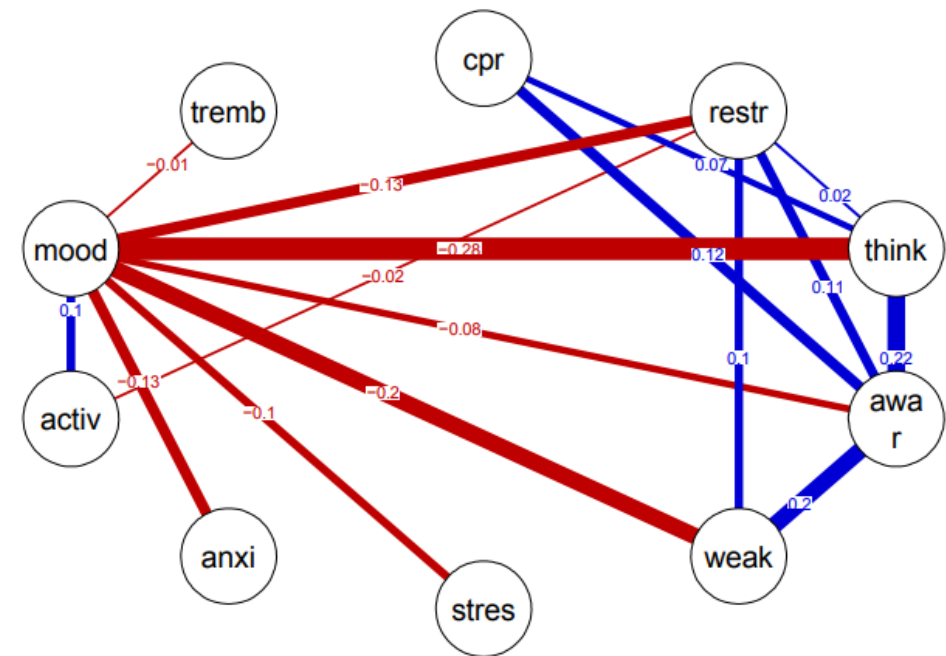 cpr
tremb
restr
−0.01
0.07
−0.13
0.02
mood
−0.28
think
0.12
−0.02
0.11
0.1
−0.08
0.1
0.22
−0.13
−0.2
awa
r
activ
−0.1
0.2
anxi
weak
stres